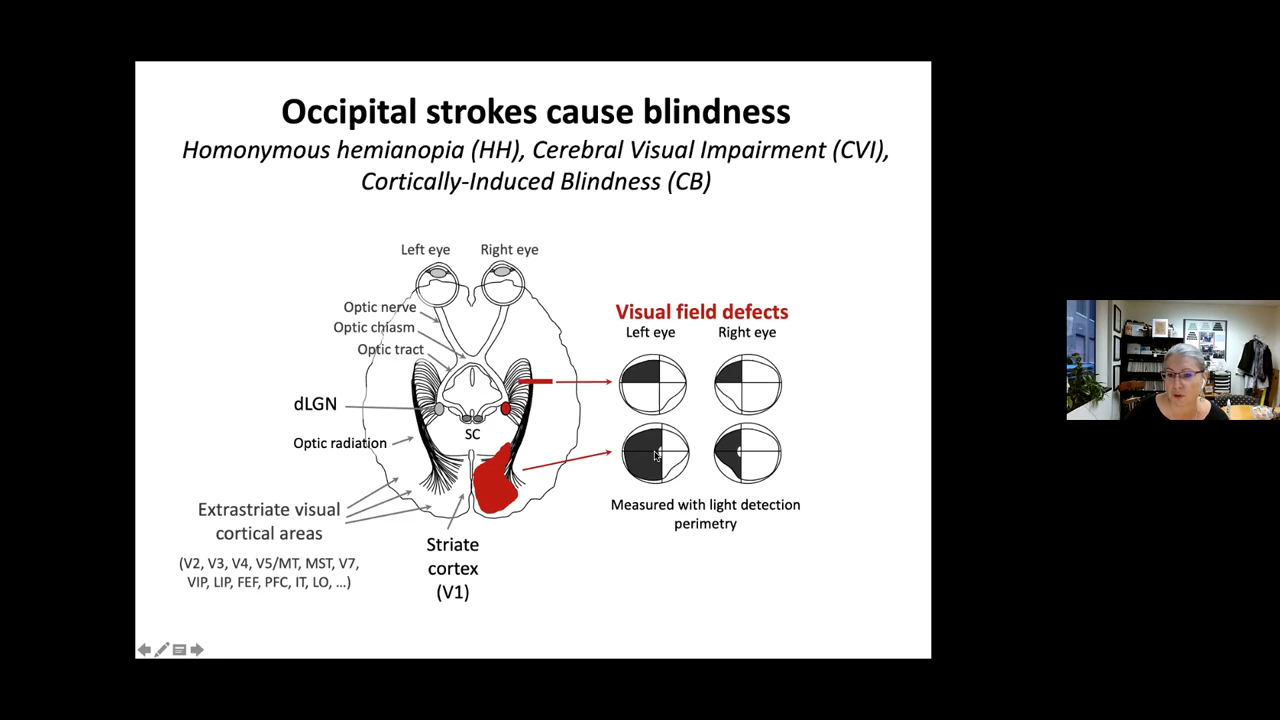 Occipital strokes cause blindness
Homonymous hemianopia (HH), Cerebral Visual Impairment (CVI),
Cortically-Induced Blindness (CB)
Left eye
Right eye
Optic nerve
Optic chiasm
Optic tract
dLGN
SC
Optic radiation
Extrastriate visual
cortical areas
(V2, V3, V4, V5/MT, MST, V7,
VIP, LIP, FEF, PFC, IT, LO, …)
Striate
cortex
(V1)
Visual field defects
Left eye
Right eye
Measured with light detection
perimetry